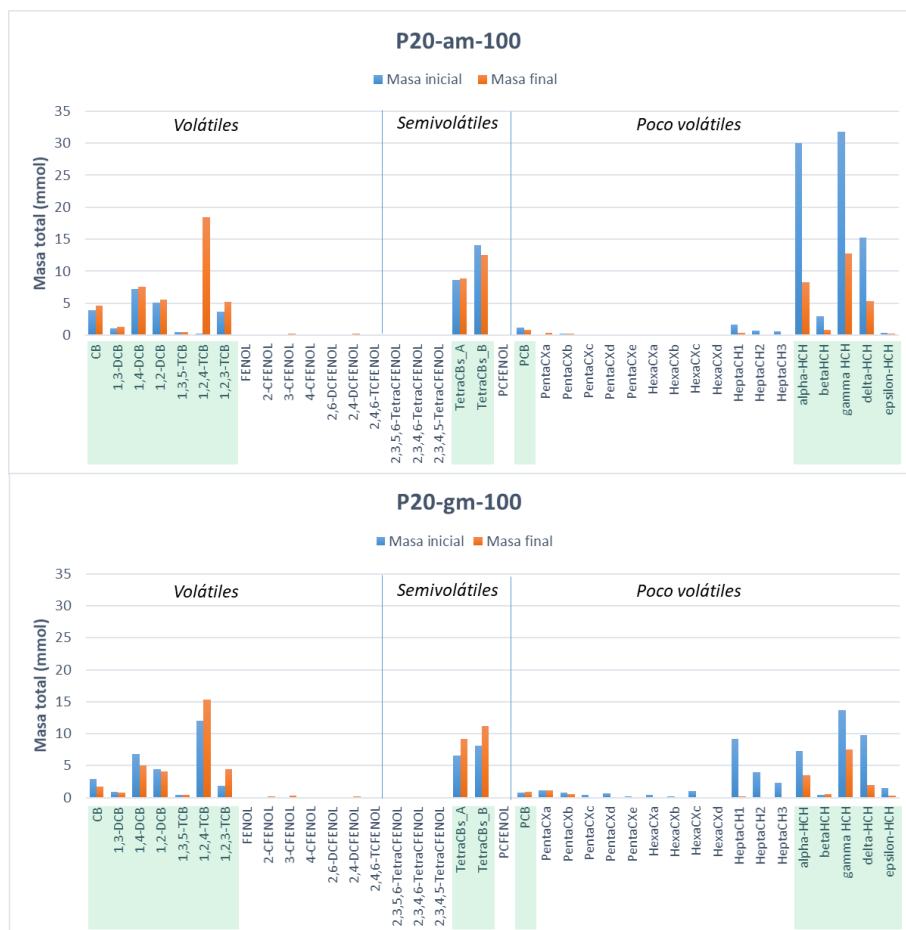 P20-am-100
Masa inicial Masa final
Volátiles Semivolátiles Poco volátiles
Masa total (mmol)
35
30
25
20
15
10
5
0
CB
1,3-DCB
1,4-DCB
1,2-DCB
1,3,5-TCB
1,2,4-TCB
1,2,3-TCB
FENOL
2-CFENOL
3-CFENOL
4-CFENOL
2,6-DCFENOL
2,4-DCFENOL
2,4,6-TCFENOL
2,3,5,6-TetraCFENOL
2,3,4,6-TetraCFENOL
2,3,4,5-TetraCFENOL
TetraCBs_A
TetraCBs_B
PCFENOL
PCB
PentaCXa
PentaCXb
PentaCXc
PentaCXd
PentaCXe
HexaCXa
HexaCXb
HexaCXc
HexaCXd
HeptaCH1
HeptaCH2
HeptaCH3
alpha-HCH
betaHCH
gamma HCH
delta-HCH
epsilon-HCH
P20-gm-100
Masa inicial Masa final
Volátiles Semivolátiles Poco volátiles
Masa total (mmol)
35
30
25
20
15
10
5
0
CB
1,3-DCB
1,4-DCB
1,2-DCB
1,3,5-TCB
1,2,4-TCB
1,2,3-TCB
FENOL
2-CFENOL
3-CFENOL
4-CFENOL
2,6-DCFENOL
2,4-DCFENOL
2,4,6-TCFENOL
2,3,5,6-TetraCFENOL
2,3,4,6-TetraCFENOL
2,3,4,5-TetraCFENOL
TetraCBs_A
TetraCBs_B
PCFENOL
PCB
PentaCXa
PentaCXb
PentaCXc
PentaCXd
PentaCXe
HexaCXa
HexaCXb
HexaCXc
HexaCXd
HeptaCH1
HeptaCH2
HeptaCH3
alpha-HCH
betaHCH
gamma HCH
delta-HCH
epsilon-HCH